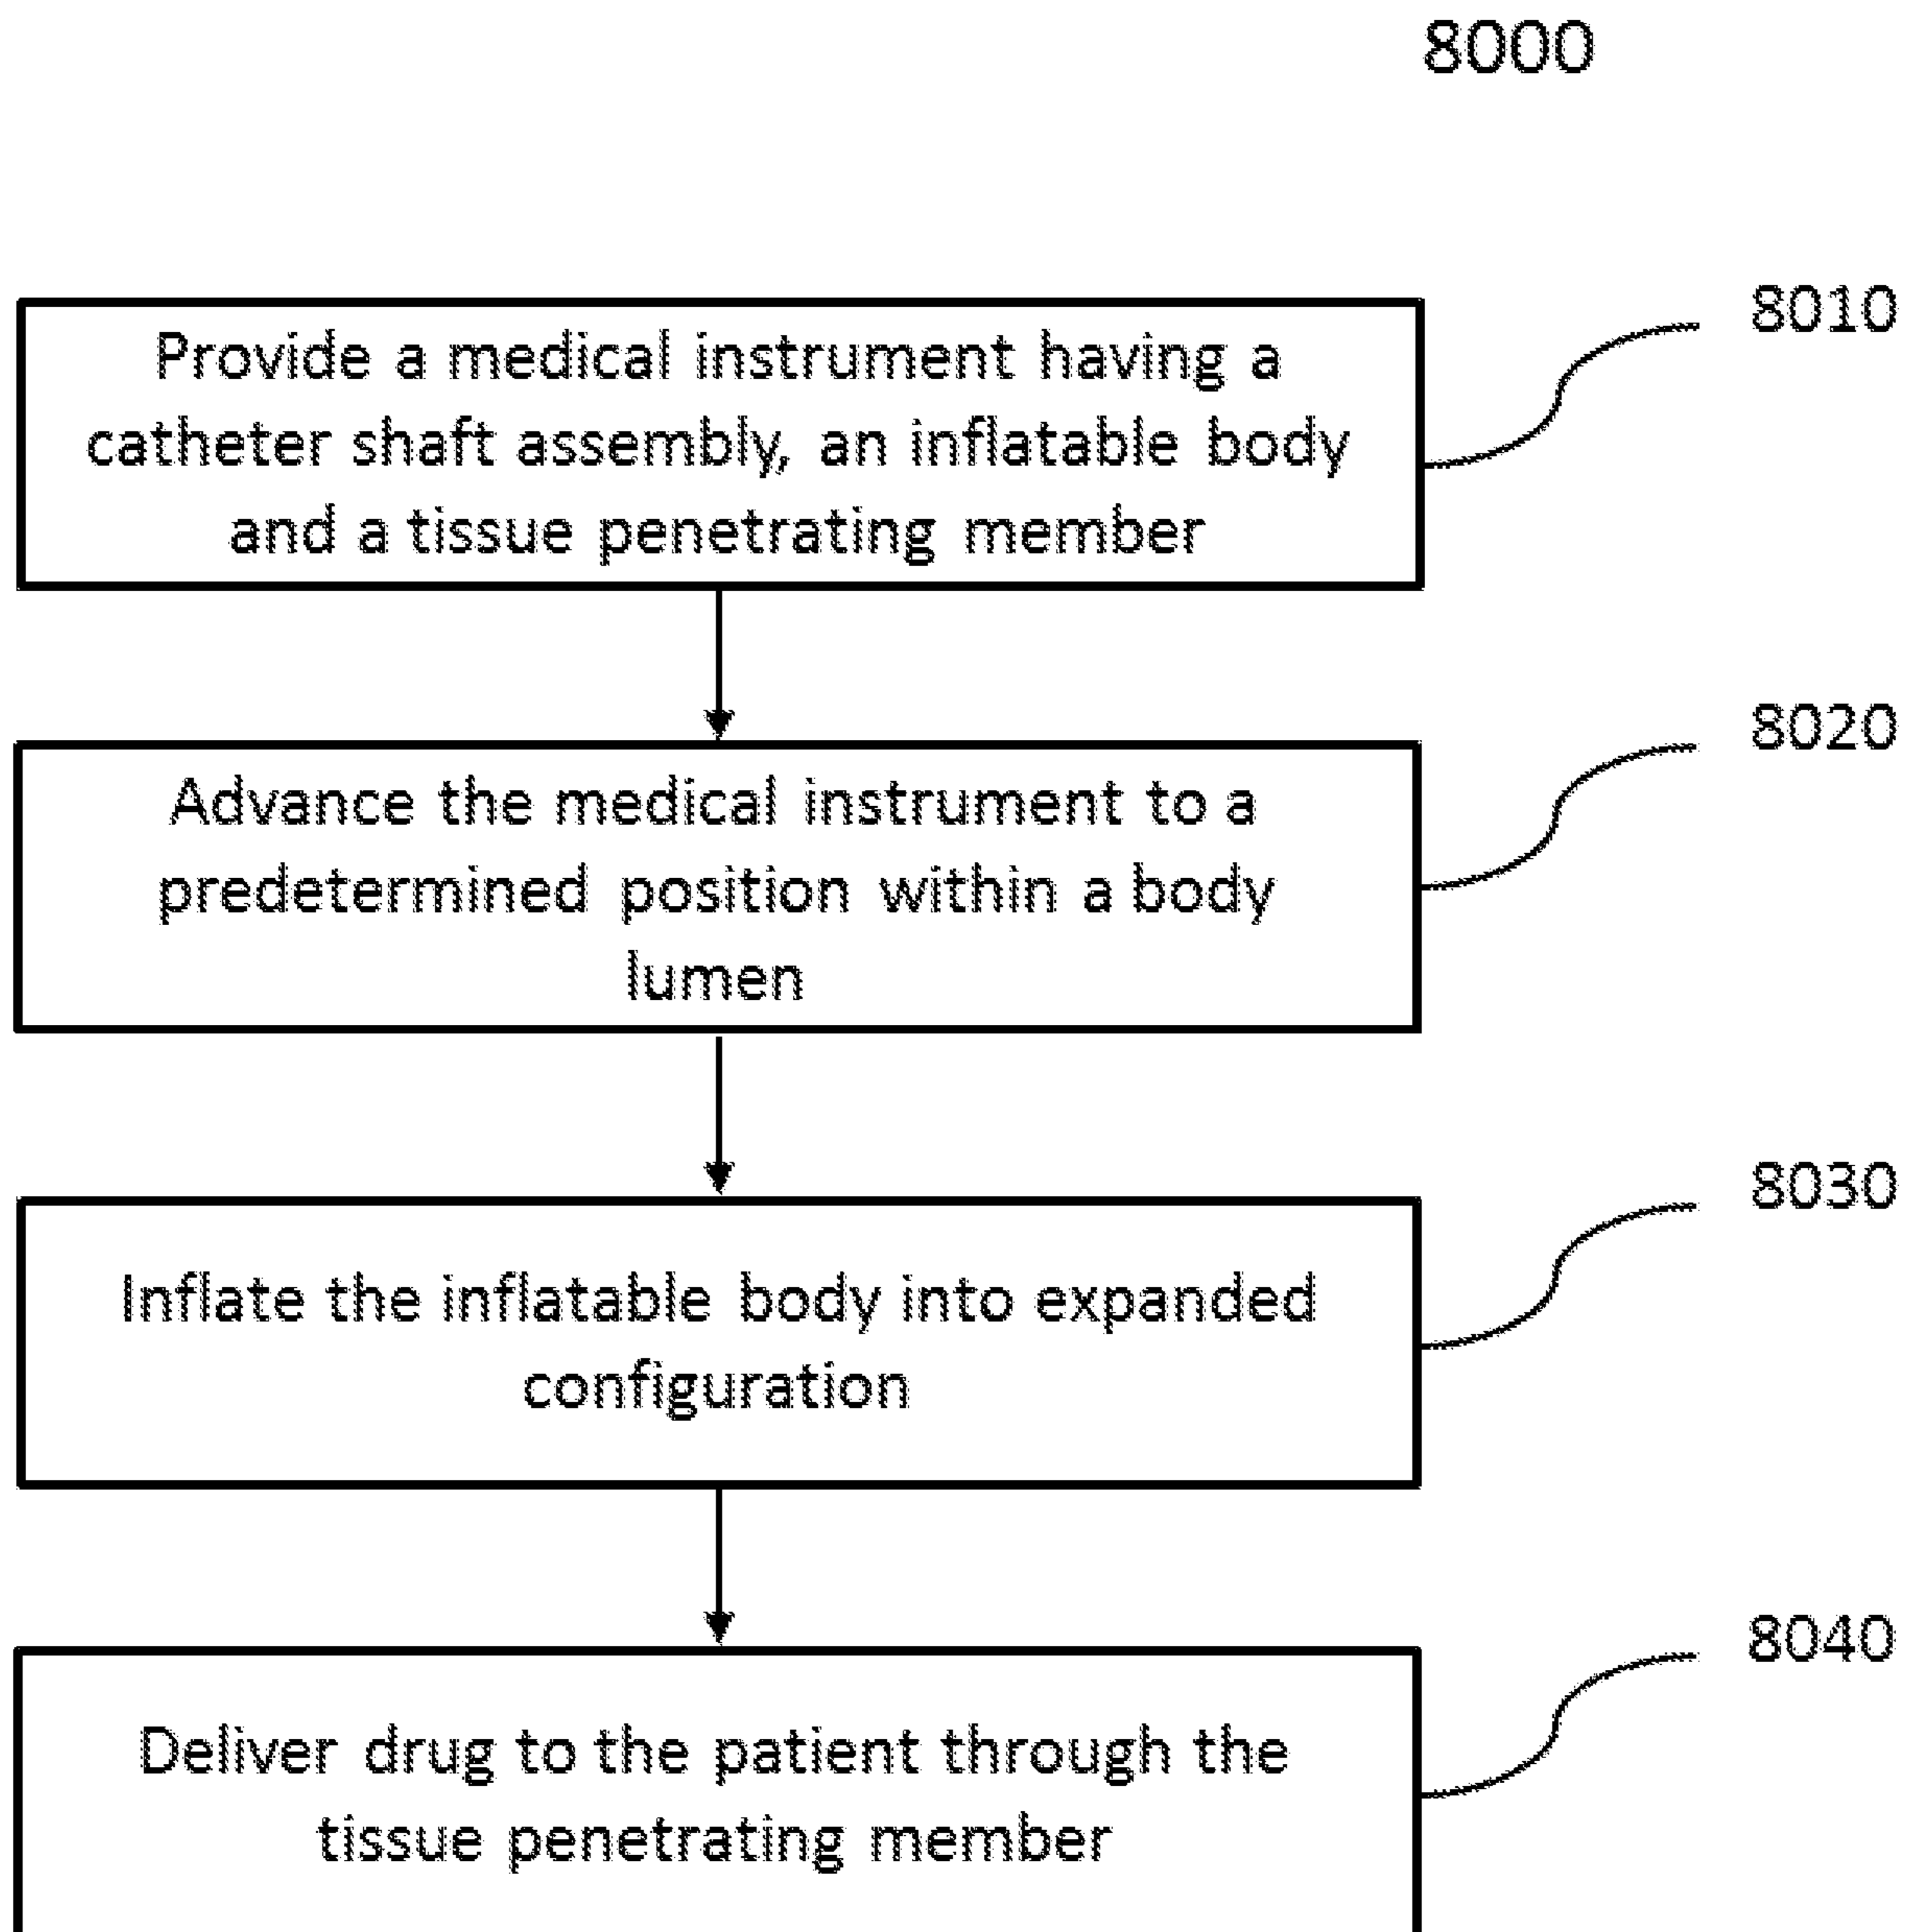 8000
Provide a medical instrument having a
catheter shaft assembly, an inflatable body
and a tissue penetrating member
8010
Advance the medical instrument to a
predetermined position within a body
lumen
8020
Inflate the inflatable body into expanded
configuration
8030
Deliver drug to the patient through the
tissue penetrating member
8040